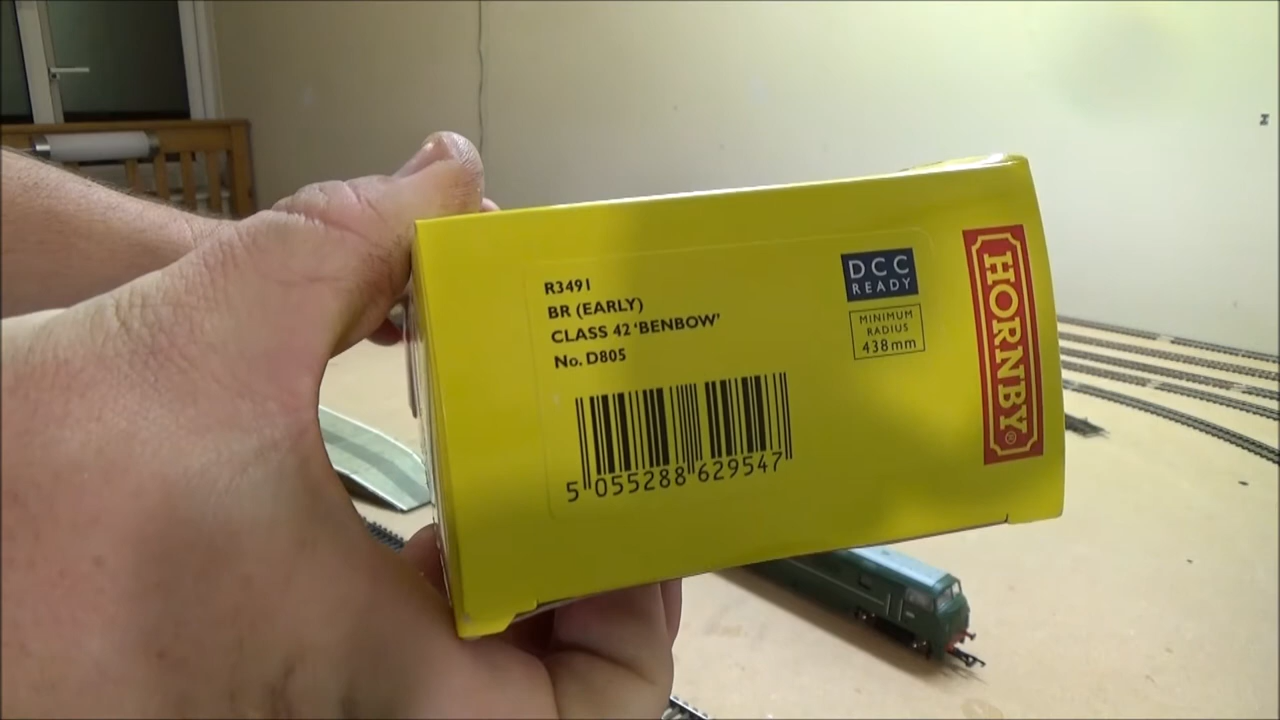 R3491
BR (EARLY)
CLASS 42 'BENBOW'
No. D805
5 055288 629547
DCC
READY
MINIMUM
RADIUS
438mm
HORNBY®